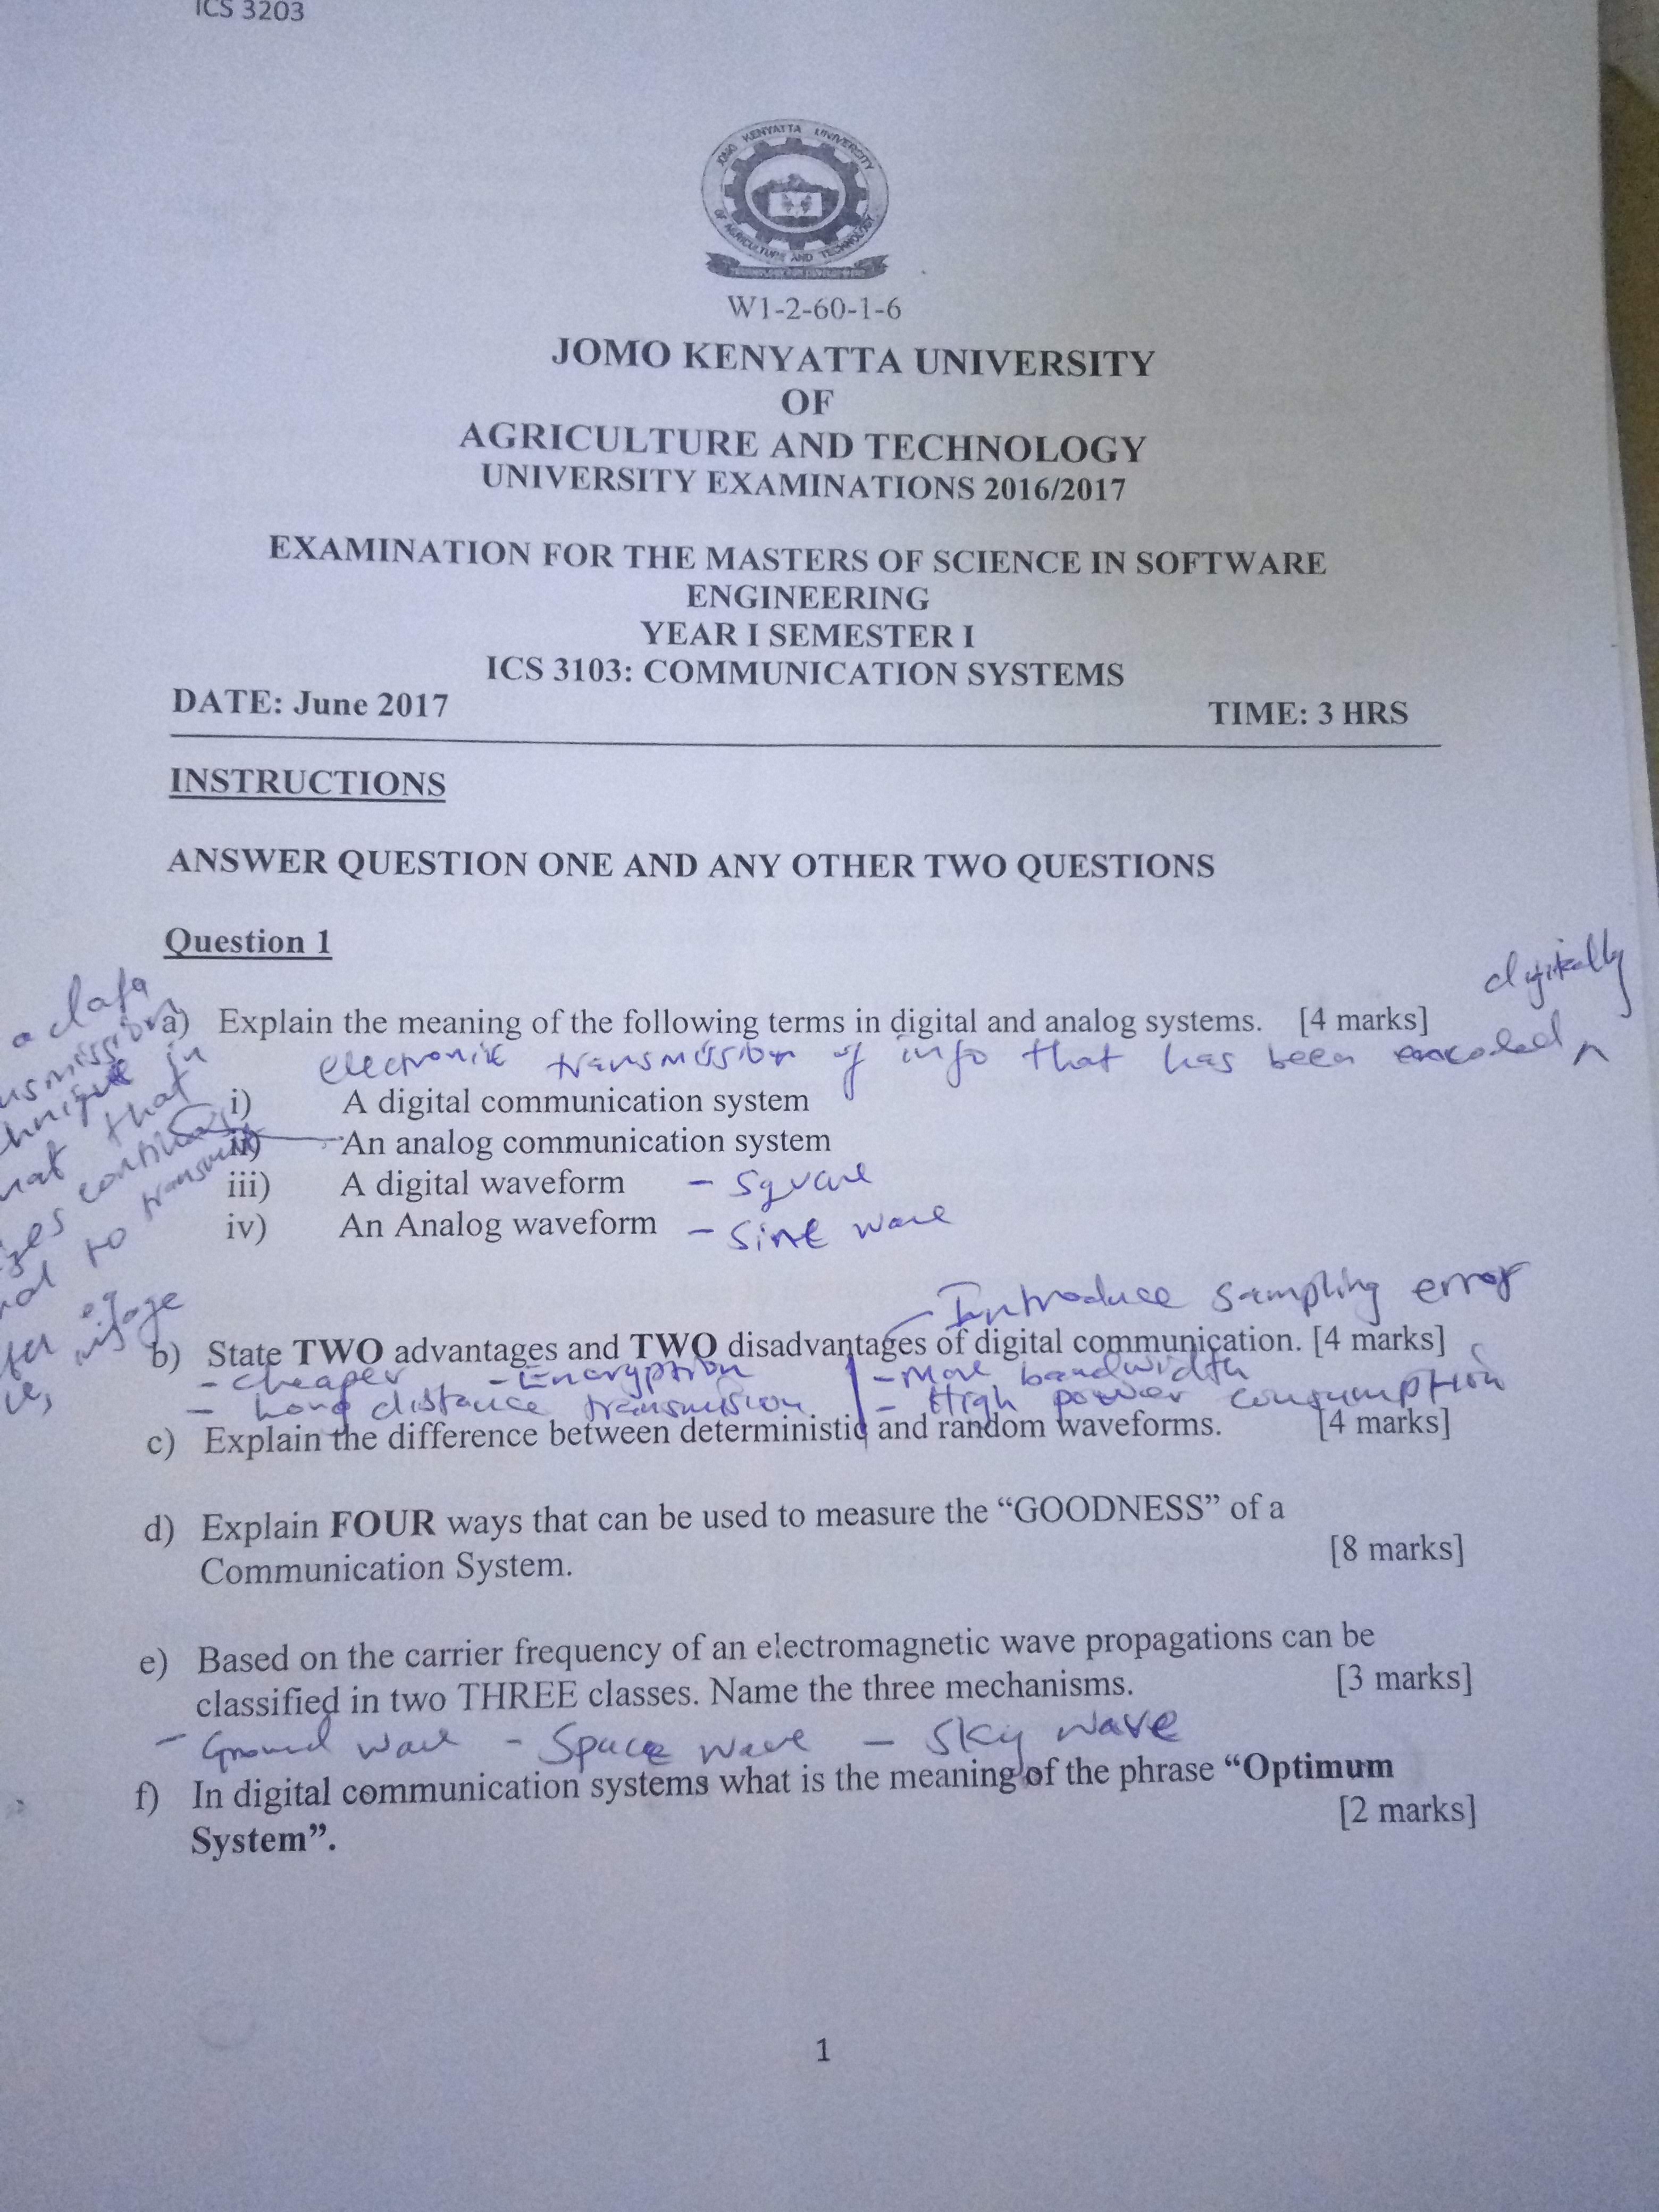 ICS 3203
JOMO KENYATTA UNIVERSITY
OF AGRICULTURE AND TECHNOLOGY
W1-2-60-1-6
JOMO KENYATTA UNIVERSITY
OF
AGRICULTURE AND TECHNOLOGY
UNIVERSITY EXAMINATIONS 2016/2017
EXAMINATION FOR THE MASTERS OF SCIENCE IN SOFTWARE
ENGINEERING
YEAR I SEMESTER I
ICS 3103: COMMUNICATION SYSTEMS
DATE: June 2017 TIME: 3 HRS
INSTRUCTIONS
ANSWER QUESTION ONE AND ANY OTHER TWO QUESTIONS
Question 1
digitally
a data
a) Explain the meaning of the following terms in digital and analog systems. [4 marks]
electronic transmission of info that has been encoded
i) A digital communication system
ii) An analog communication system
iii) A digital waveform - Square
iv) An Analog waveform - Sine wave
that
to transmit
eg
- Introduce sampling error
b) State TWO advantages and TWO disadvantages of digital communication. [4 marks]
- Cheaper - Encryption - More bandwidth
- Long distance transmission - High power consumption
c) Explain the difference between deterministic and random waveforms. [4 marks]
d) Explain FOUR ways that can be used to measure the “GOODNESS” of a
Communication System. [8 marks]
e) Based on the carrier frequency of an electromagnetic wave propagations can be
classified in two THREE classes. Name the three mechanisms. [3 marks]
- Ground wave - Space wave - Sky wave
f) In digital communication systems what is the meaning of the phrase “Optimum
System”. [2 marks]
1